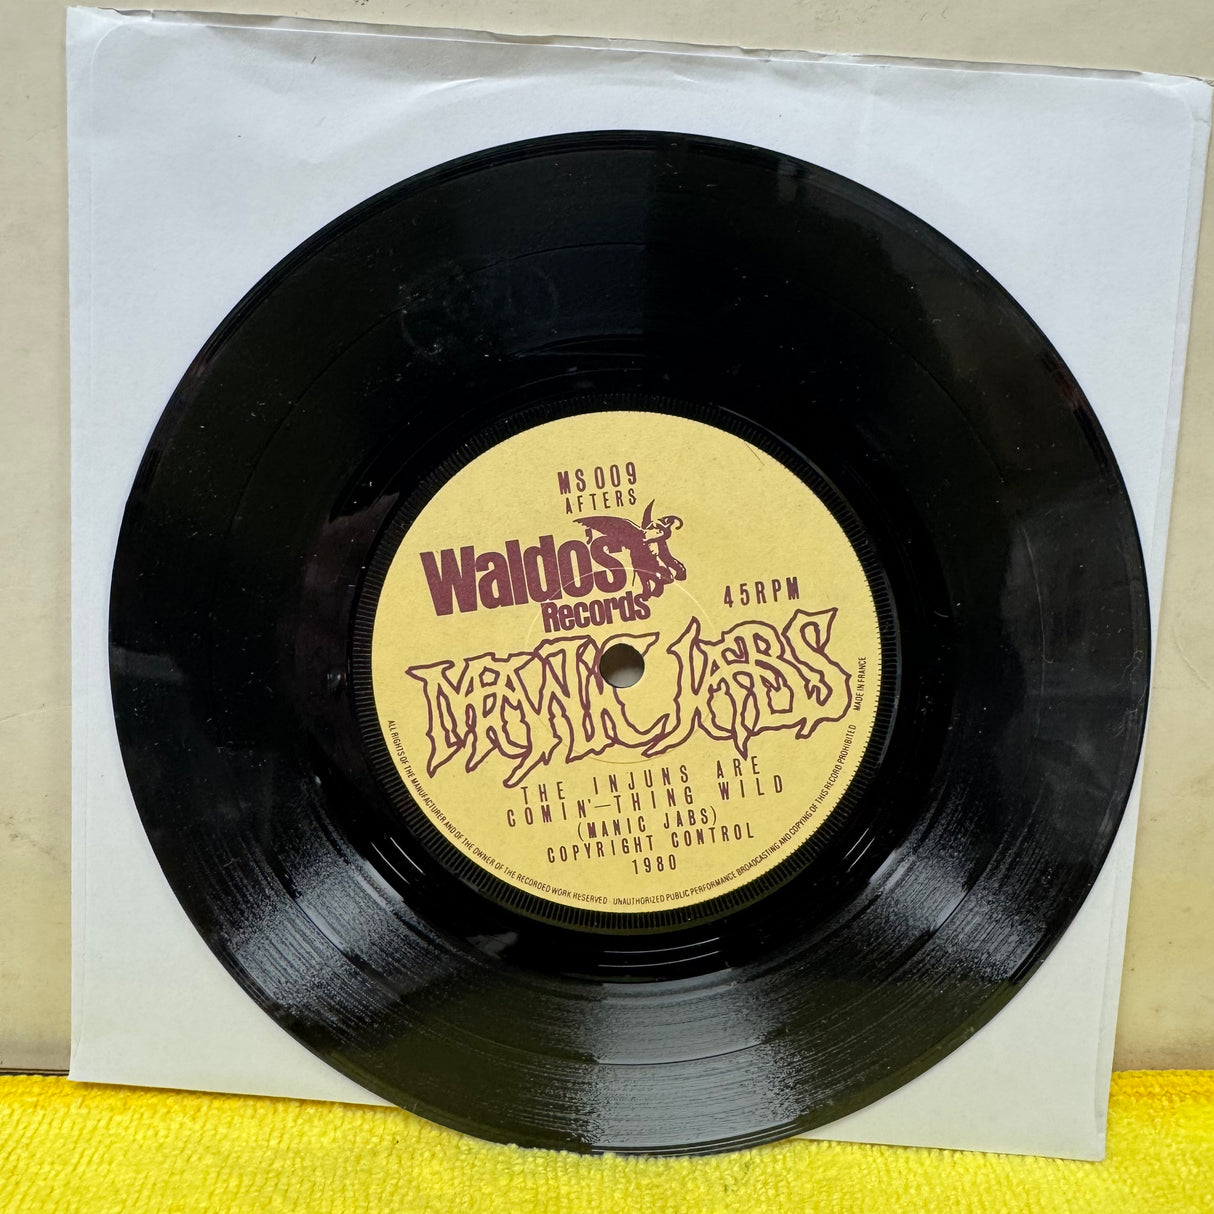 MS009
AFTERS
Waldo's
Records
45RPM
MANIC JABS
THE INJUNS ARE
COMIN'—THING WILD
(MANIC JABS)
COPYRIGHT CONTROL
1980
ALL RIGHTS OF THE MANUFACTURER AND OF THE OWNER OF THE RECORDED WORK RESERVED · UNAUTHORIZED PUBLIC PERFORMANCE BROADCASTING AND COPYING OF THIS RECORD PROHIBITED MADE IN FRANCE